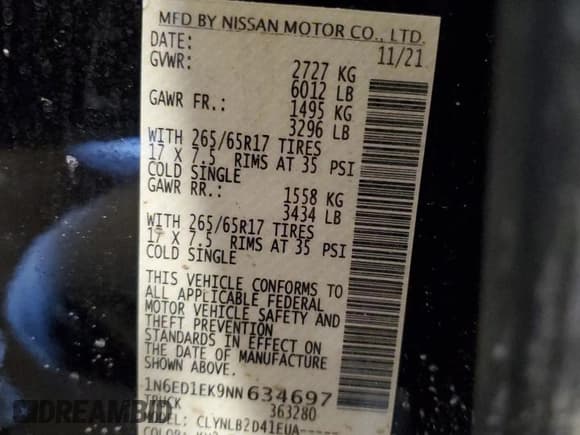 MFD BY NISSAN MOTOR CO., LTD.
DATE: 11/21
GVWR: 2727 KG
6012 LB
GAWR FR.: 1495 KG
3296 LB
WITH 265/65R17 TIRES
17 X 7.5 RIMS AT 35 PSI
COLD SINGLE
GAWR RR.: 1558 KG
3434 LB
WITH 265/65R17 TIRES
17 X 7.5 RIMS AT 35 PSI
COLD SINGLE
THIS VEHICLE CONFORMS TO
ALL APPLICABLE FEDERAL
MOTOR VEHICLE SAFETY AND
THEFT PREVENTION
STANDARDS IN EFFECT ON
THE DATE OF MANUFACTURE
SHOWN ABOVE.
1N6ED1EK9NN634697
TRUCK 363280
MODEL: CLYNLB2D41EUA-----
COLOR:
DREAMBID